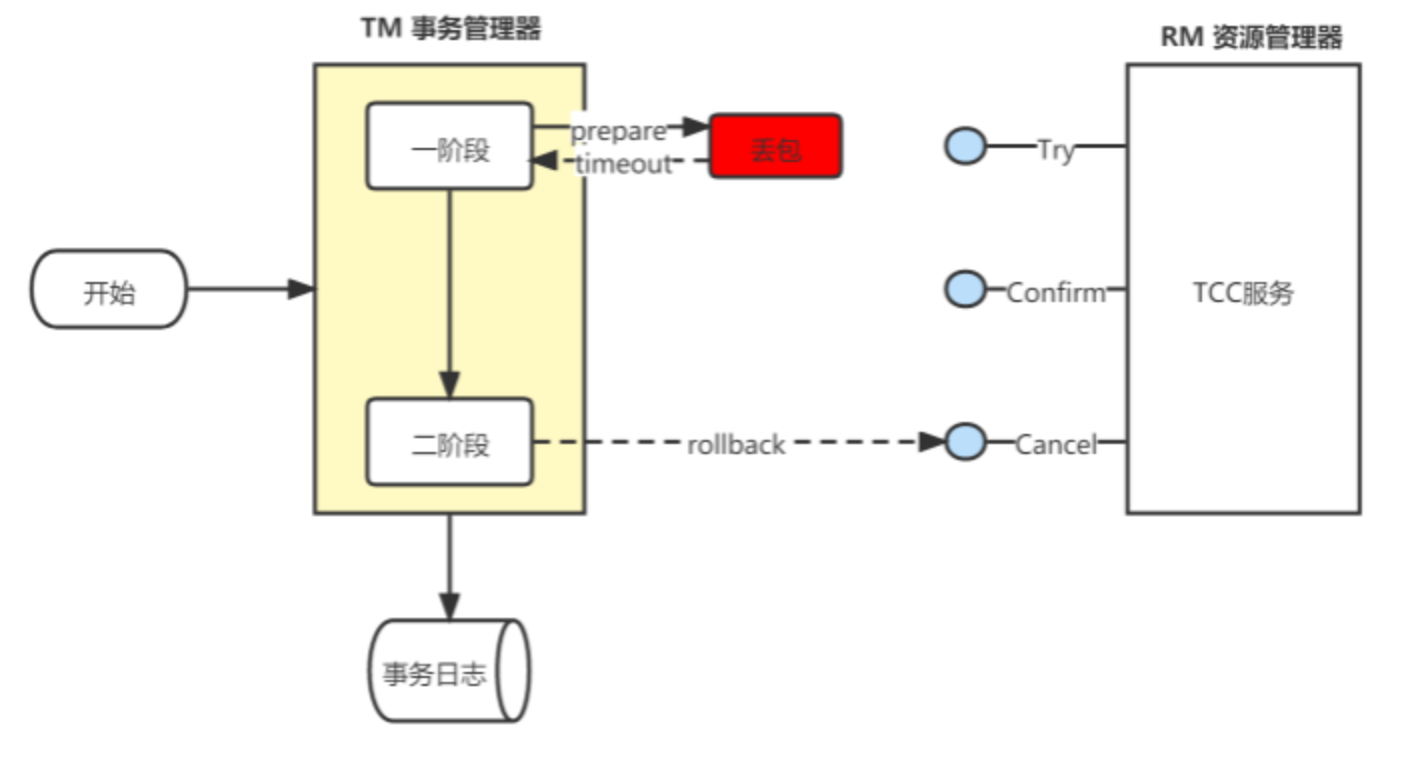 TM 事务管理器
RM 资源管理器
一阶段
prepare
timeout
丢包
Try
开始
Confirm
TCC服务
二阶段
rollback
Cancel
事务日志